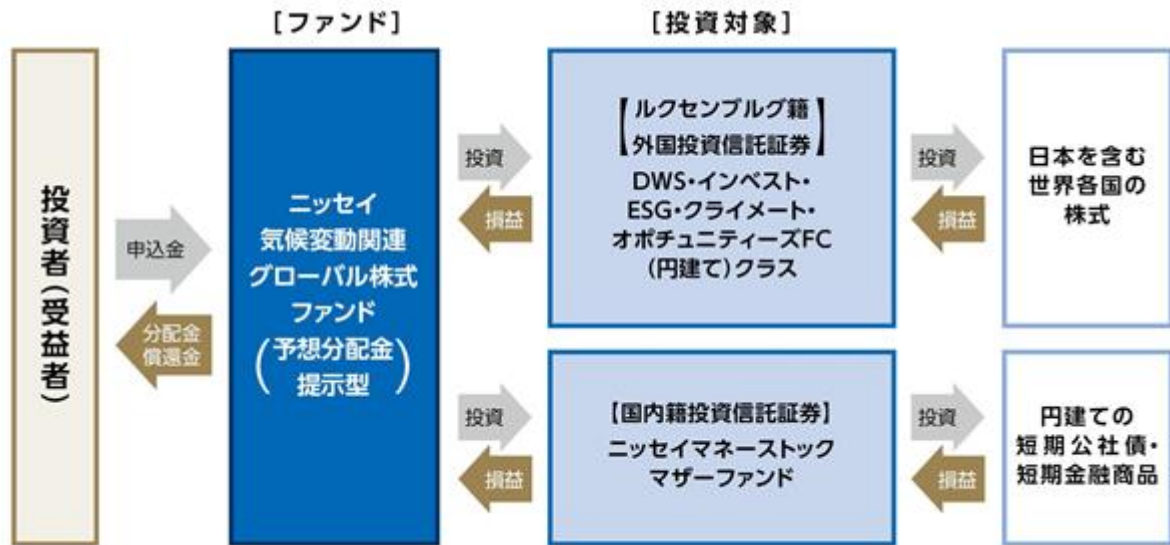 [ファンド]
[投資対象]
投資者(受益者)
申込金
分配金
償還金
ニッセイ
気候変動関連
グローバル株式
ファンド
(予想分配金
提示型)
投資
損益
【ルクセンブルグ籍
外国投資信託証券】
DWS・インベスト・
ESG・クライメート・
オポチュニティーズFC
(円建て)クラス
投資
損益
日本を含む
世界各国の
株式
投資
損益
【国内籍投資信託証券】
ニッセイマネーストック
マザーファンド
投資
損益
円建ての
短期公社債・
短期金融商品